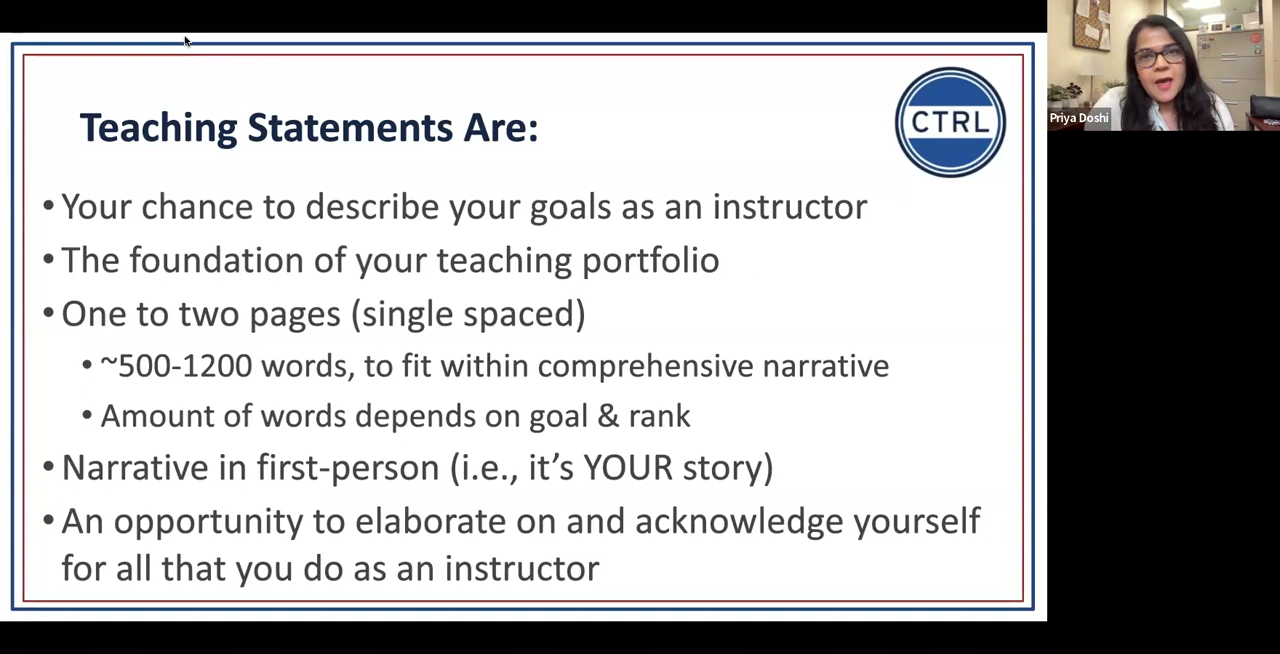 Teaching Statements Are:
CTRL
• Your chance to describe your goals as an instructor
• The foundation of your teaching portfolio
• One to two pages (single spaced)
• ~500-1200 words, to fit within comprehensive narrative
• Amount of words depends on goal & rank
• Narrative in first-person (i.e., it’s YOUR story)
• An opportunity to elaborate on and acknowledge yourself
for all that you do as an instructor
Priya Doshi